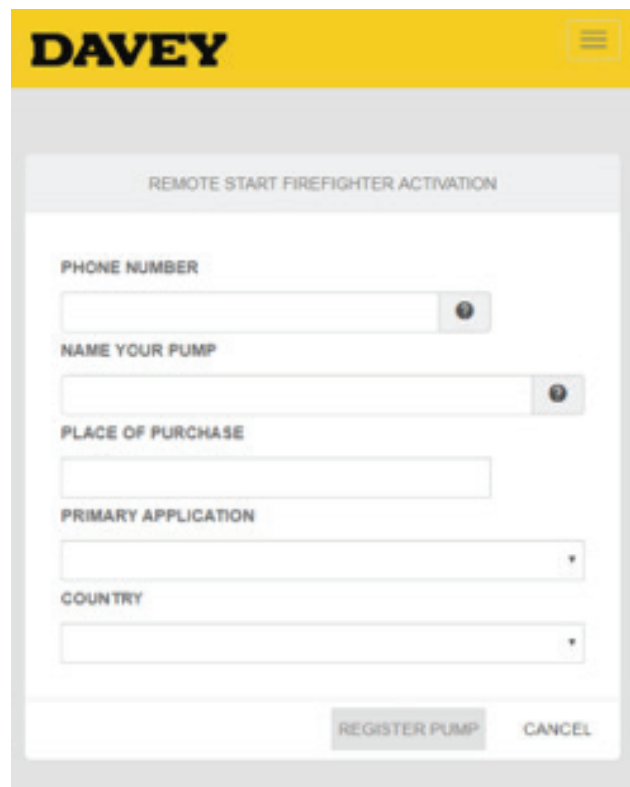 DAVEY
REMOTE START FIREFIGHTER ACTIVATION
PHONE NUMBER
NAME YOUR PUMP
PLACE OF PURCHASE
PRIMARY APPLICATION
COUNTRY
REGISTER PUMP CANCEL